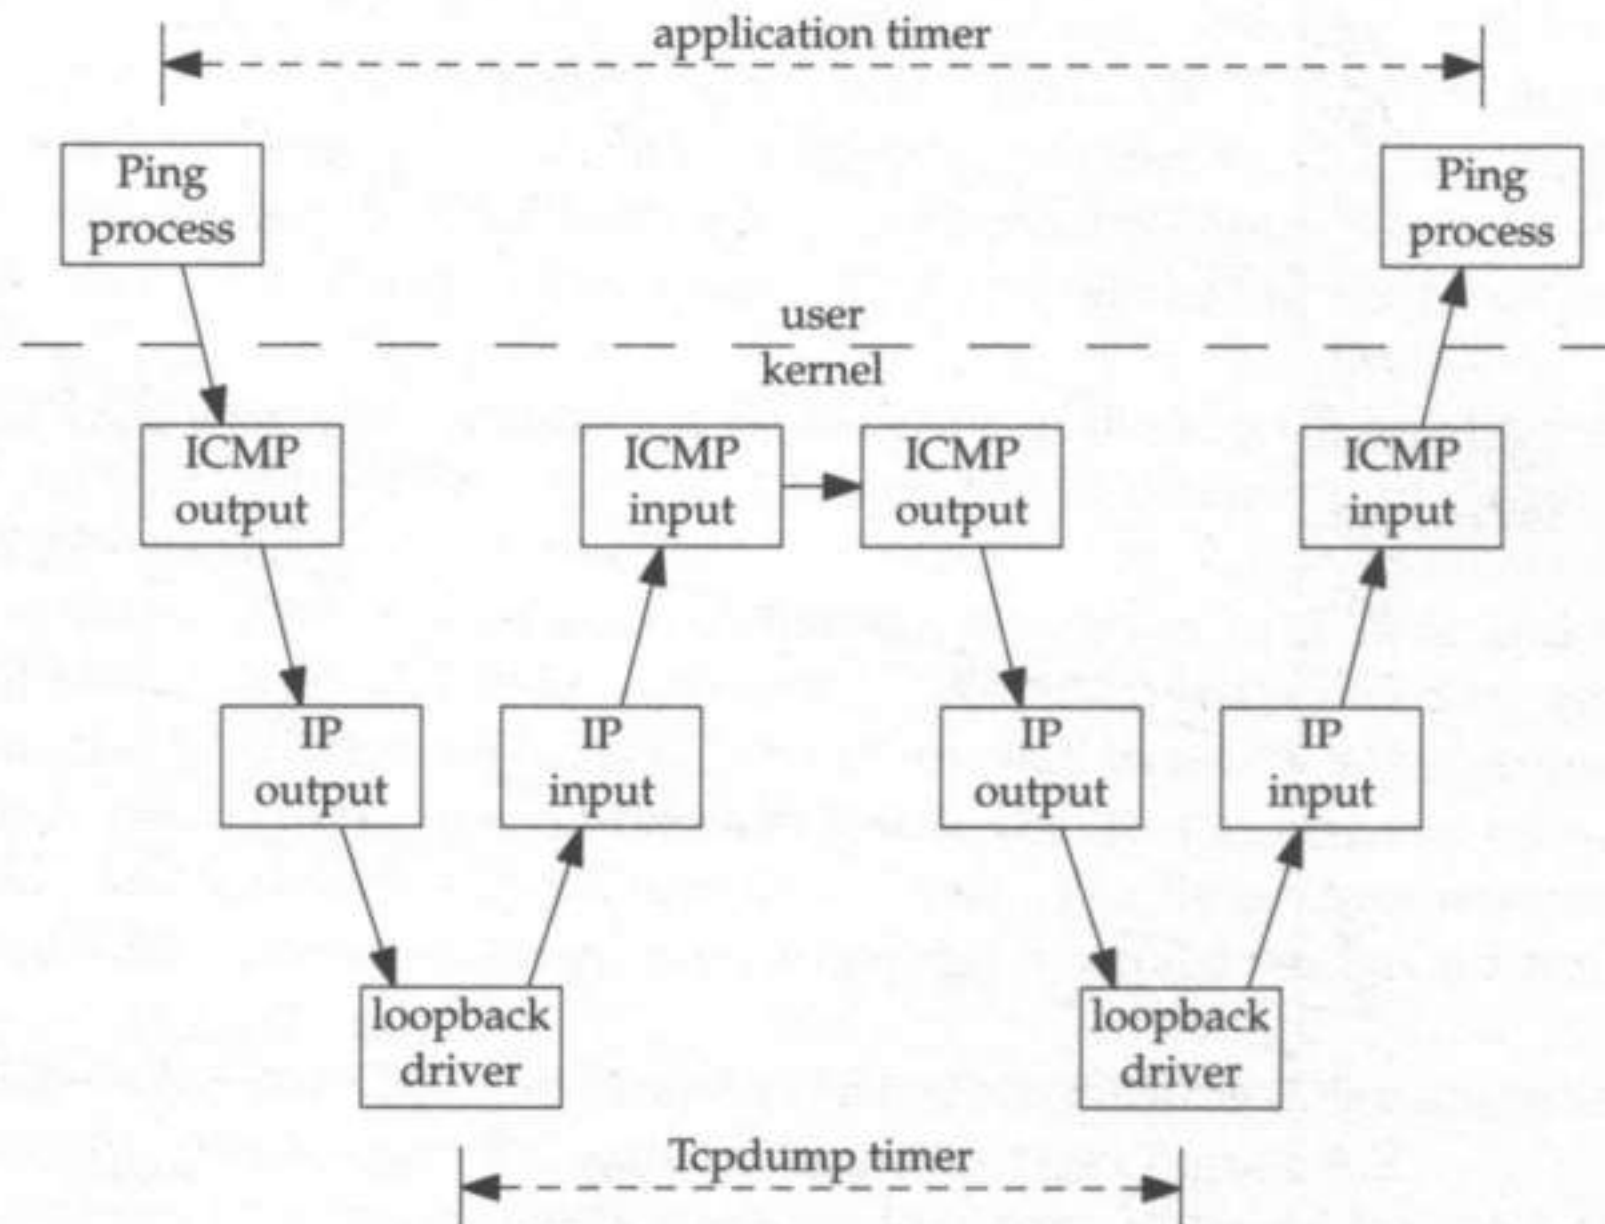 application timer
Ping
process
Ping
process
user
kernel
ICMP
output
ICMP
input
ICMP
output
ICMP
input
IP
output
IP
input
IP
output
IP
input
loopback
driver
loopback
driver
Tcpdump timer